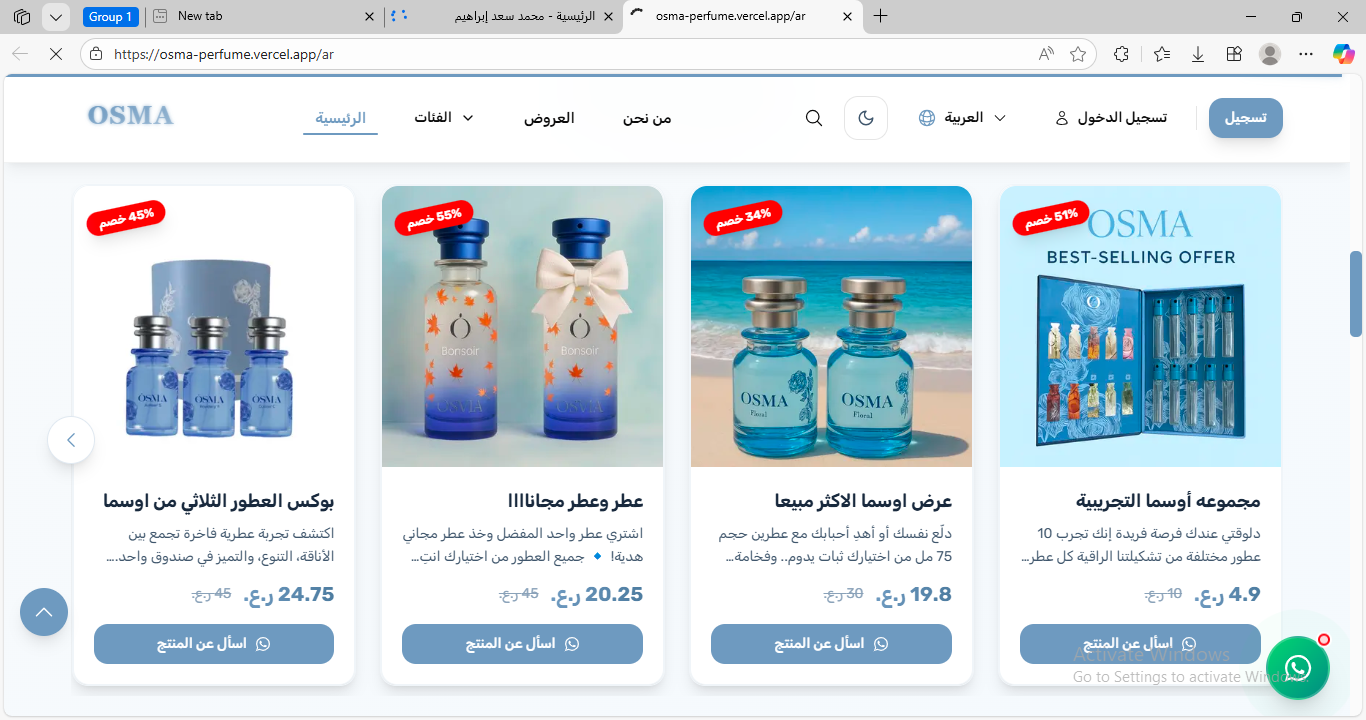 Group 1
New tab
الرئيسية - محمد سعد إبراهيم
osma-perfume.vercel.app/ar
https://osma-perfume.vercel.app/ar
OSMA
الرئيسية
الفئات
العروض
من نحن
العربية
تسجيل الدخول
تسجيل
51% خصم
OSMA
BEST-SELLING OFFER
مجموعه أوسما التجريبية
دلوقتي عندك فرصة فريدة إنك تجرب 10
عطور مختلفة من تشكيلتنا الراقية كل عطر...
4.9 ر.ع. 10 ر.ع.
اسأل عن المنتج
34% خصم
OSMA
Floral
OSMA
Floral
عرض اوسما الاكثر مبيعا
دلّع نفسك أو أهدِ أحبابك مع عطرين حجم
75 مل من اختيارك ثبات يدوم.. وفخامة...
19.8 ر.ع. 30 ر.ع.
اسأل عن المنتج
55% خصم
Bonsoir
OSMA
Bonsoir
OSMA
عطر وعطر مجاناااا
اشتري عطر واحد المفضل وخذ عطر مجاني
هدية! 🔹 جميع العطور من اختيارك انتِ...
20.25 ر.ع. 45 ر.ع.
اسأل عن المنتج
45% خصم
OSMA
OSMA
OSMA
بوكس العطور الثلاثي من اوسما
اكتشف تجربة عطرية فاخرة تجمع بين
الأناقة، التنوع، والتميز في صندوق واحد....
24.75 ر.ع. 45 ر.ع.
اسأل عن المنتج
Activate Windows
Go to Settings to activate Windows.